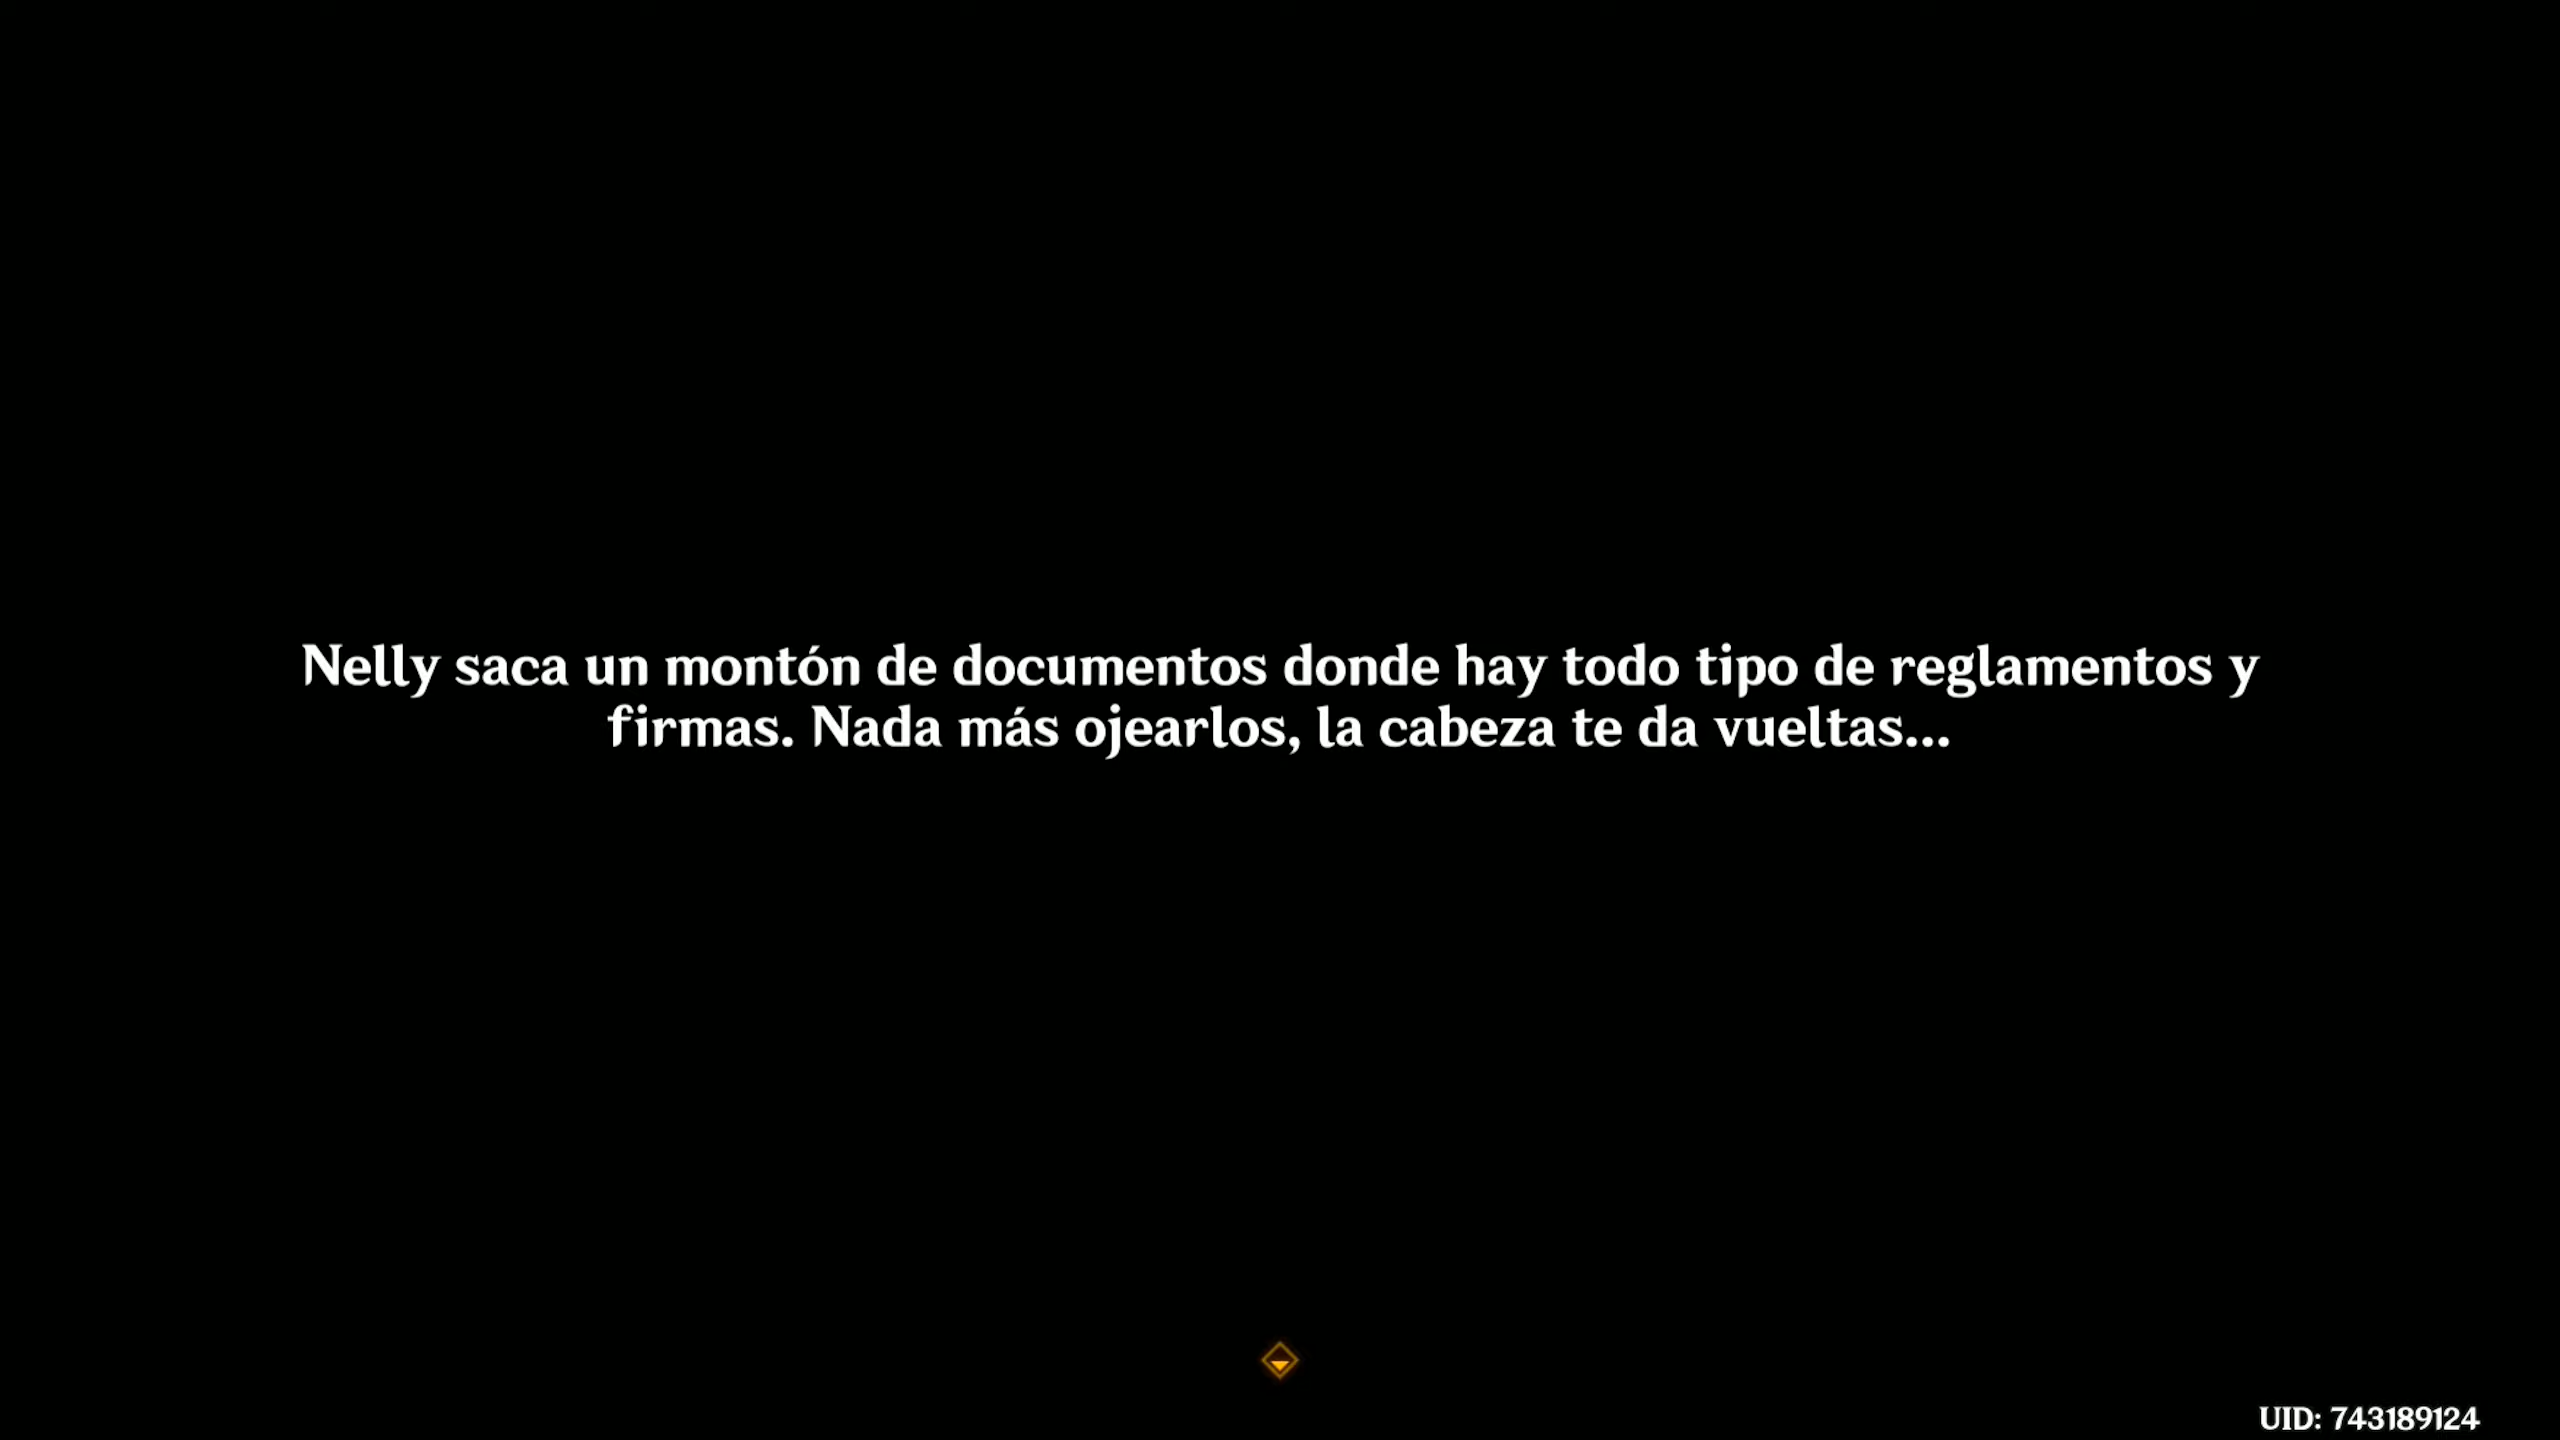 Nelly saca un montón de documentos donde hay todo tipo de reglamentos y
firmas. Nada más ojearlos, la cabeza te da vueltas...
UID: 743189124